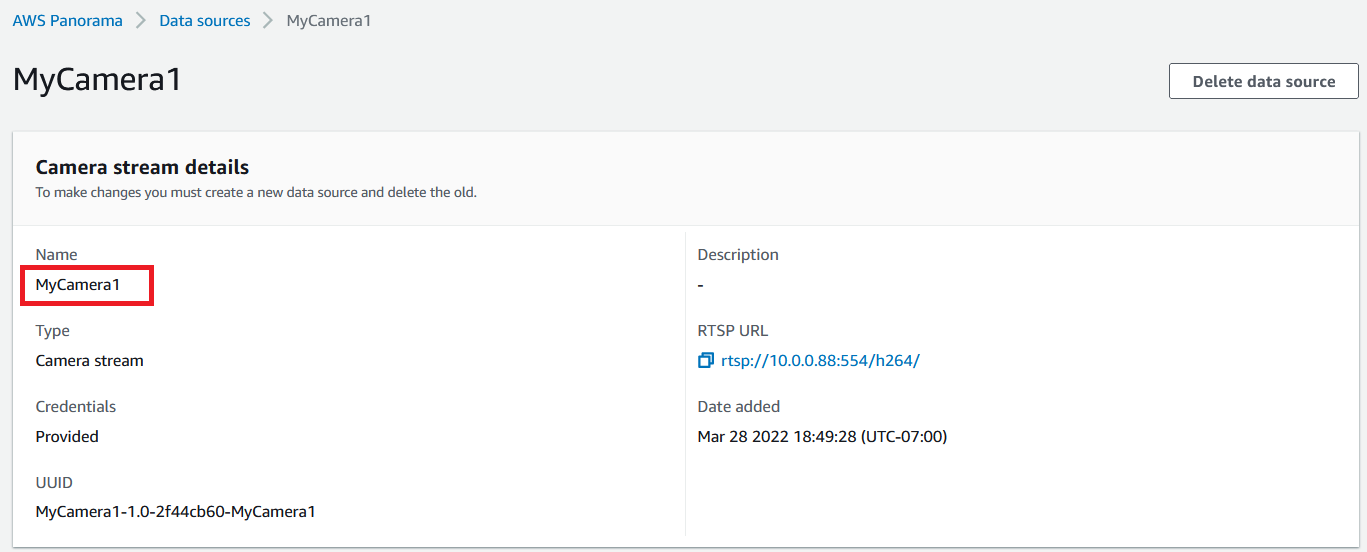 AWS Panorama > Data sources > MyCamera1
MyCamera1
Delete data source
Camera stream details
To make changes you must create a new data source and delete the old.
Name
MyCamera1
Type
Camera stream
Credentials
Provided
UUID
MyCamera1-1.0-2f44cb60-MyCamera1
Description
-
RTSP URL
rtsp://10.0.0.88:554/h264/
Date added
Mar 28 2022 18:49:28 (UTC-07:00)